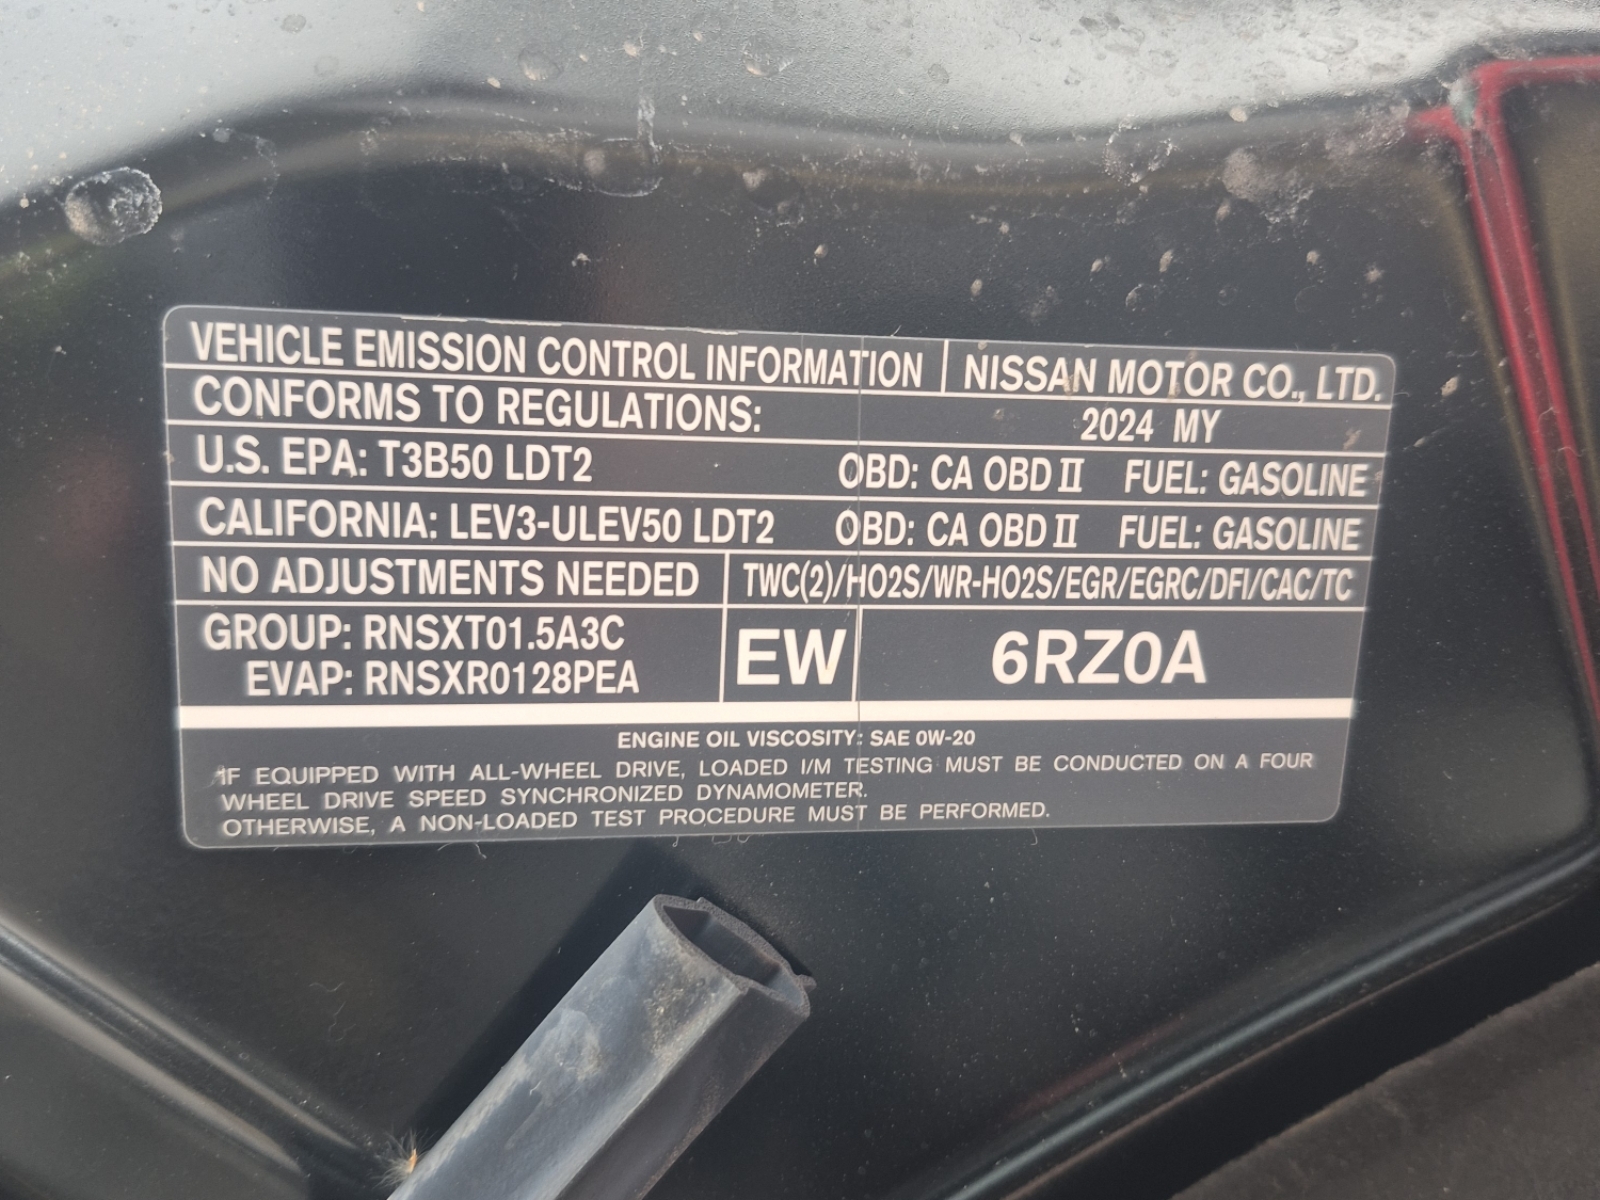 VEHICLE EMISSION CONTROL INFORMATION NISSAN MOTOR CO., LTD.
CONFORMS TO REGULATIONS: 2024 MY
U.S. EPA: T3B50 LDT2 OBD: CA OBD II FUEL: GASOLINE
CALIFORNIA: LEV3-ULEV50 LDT2 OBD: CA OBD II FUEL: GASOLINE
NO ADJUSTMENTS NEEDED TWC(2)/HO2S/WR-HO2S/EGR/EGRC/DFI/CAC/TC
GROUP: RNSXT01.5A3C
EVAP: RNSXR0128PEA
EW 6RZ0A
ENGINE OIL VISCOSITY: SAE 0W-20
IF EQUIPPED WITH ALL-WHEEL DRIVE, LOADED I/M TESTING MUST BE CONDUCTED ON A FOUR
WHEEL DRIVE SPEED SYNCHRONIZED DYNAMOMETER.
OTHERWISE, A NON-LOADED TEST PROCEDURE MUST BE PERFORMED.